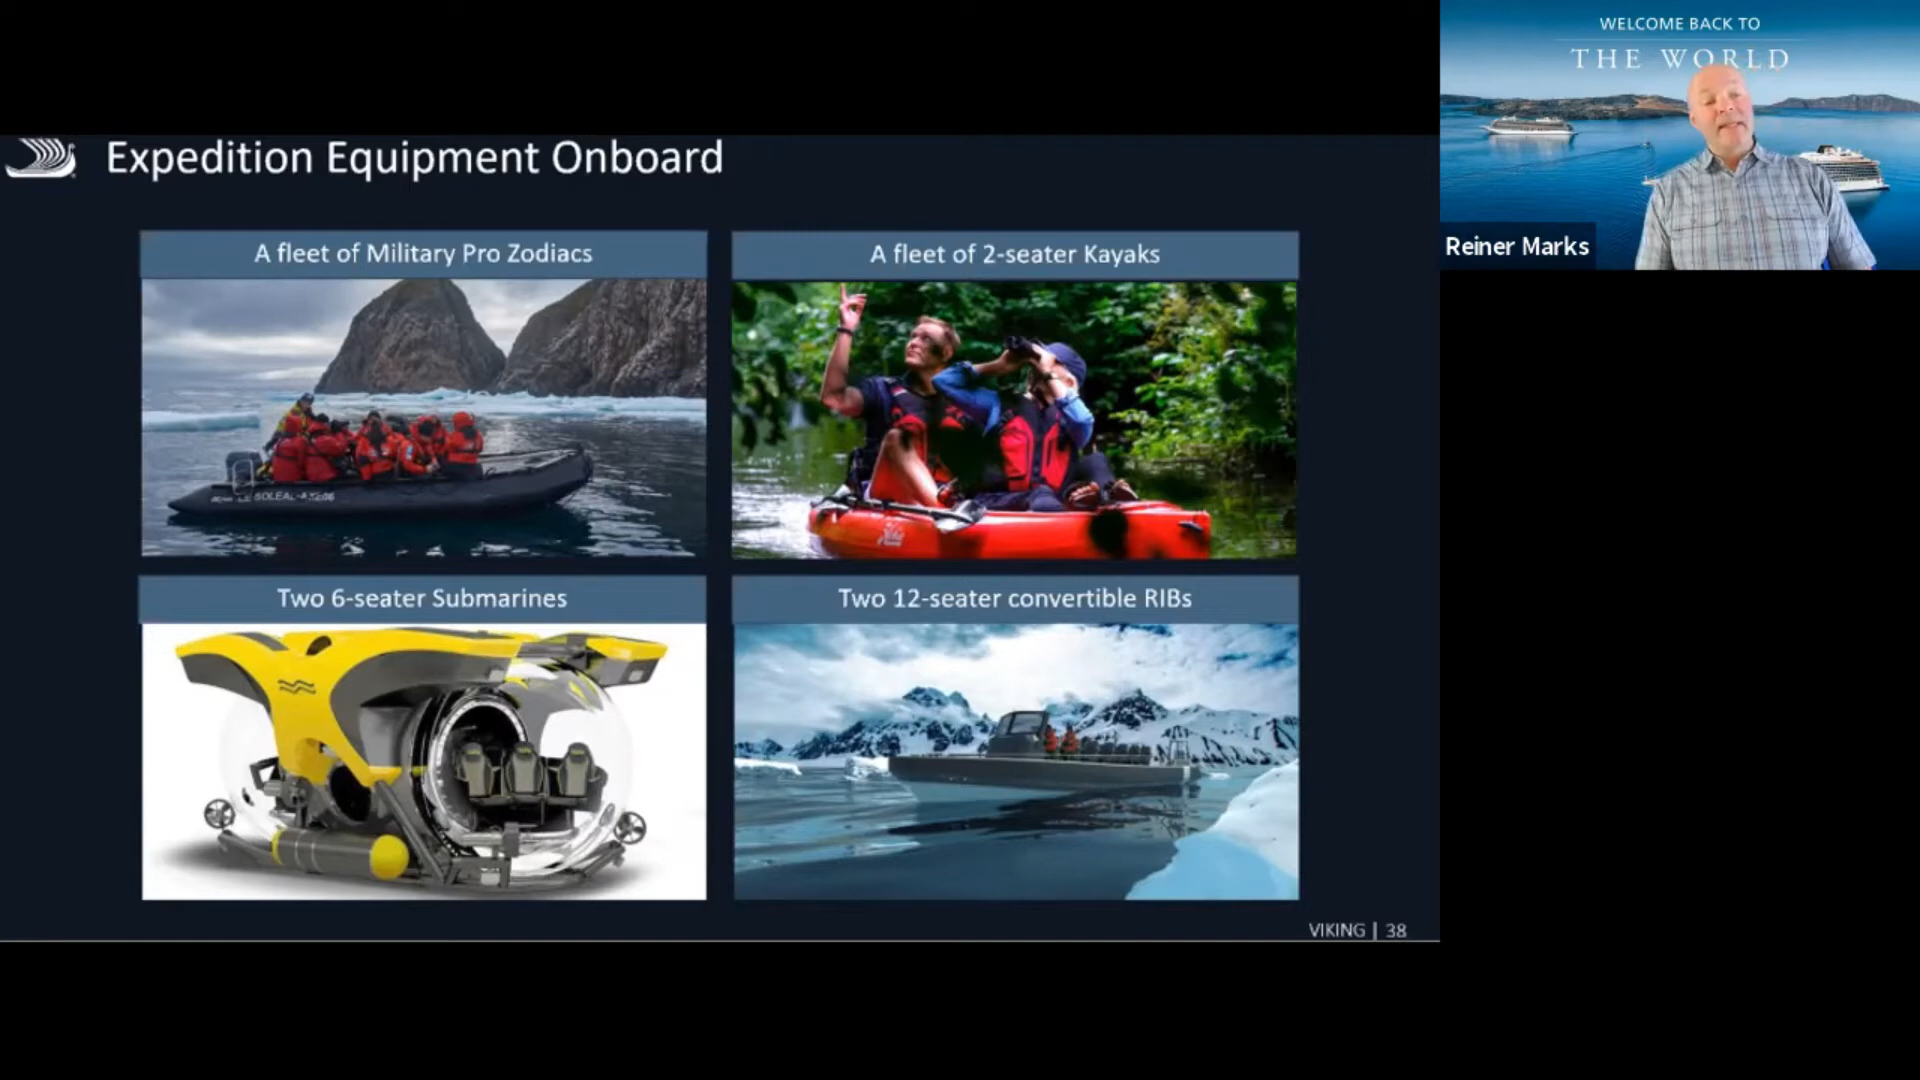 WELCOME BACK TO
THE WORLD
Reiner Marks
Expedition Equipment Onboard
A fleet of Military Pro Zodiacs
A fleet of 2-seater Kayaks
SOLEAL-
Two 6-seater Submarines
Two 12-seater convertible RIBs
VIKING | 38